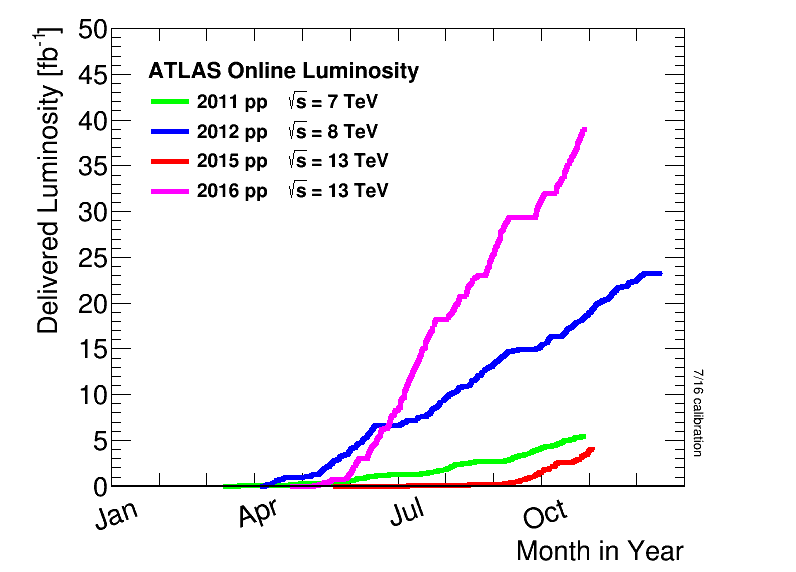 50
45
40
35
30
25
20
15
10
5
0
Delivered Luminosity [fb⁻¹]
ATLAS Online Luminosity
2011 pp √s = 7 TeV
2012 pp √s = 8 TeV
2015 pp √s = 13 TeV
2016 pp √s = 13 TeV
7/16 calibration
Jan Apr Jul Oct
Month in Year